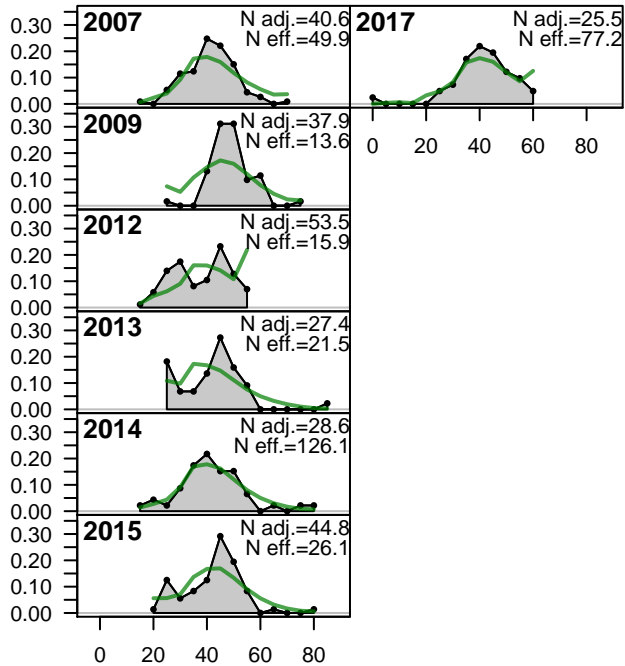 2007
N adj.=40.6
N eff.=49.9
0.00
0.10
0.20
0.30
2009
N adj.=37.9
N eff.=13.6
0.00
0.10
0.20
0.30
2012
N adj.=53.5
N eff.=15.9
0.00
0.10
0.20
0.30
2013
N adj.=27.4
N eff.=21.5
0.00
0.10
0.20
0.30
2014
N adj.=28.6
N eff.=126.1
0.00
0.10
0.20
0.30
2015
N adj.=44.8
N eff.=26.1
0.00
0.10
0.20
0.30
0 20 40 60 80
2017
N adj.=25.5
N eff.=77.2
0 20 40 60 80